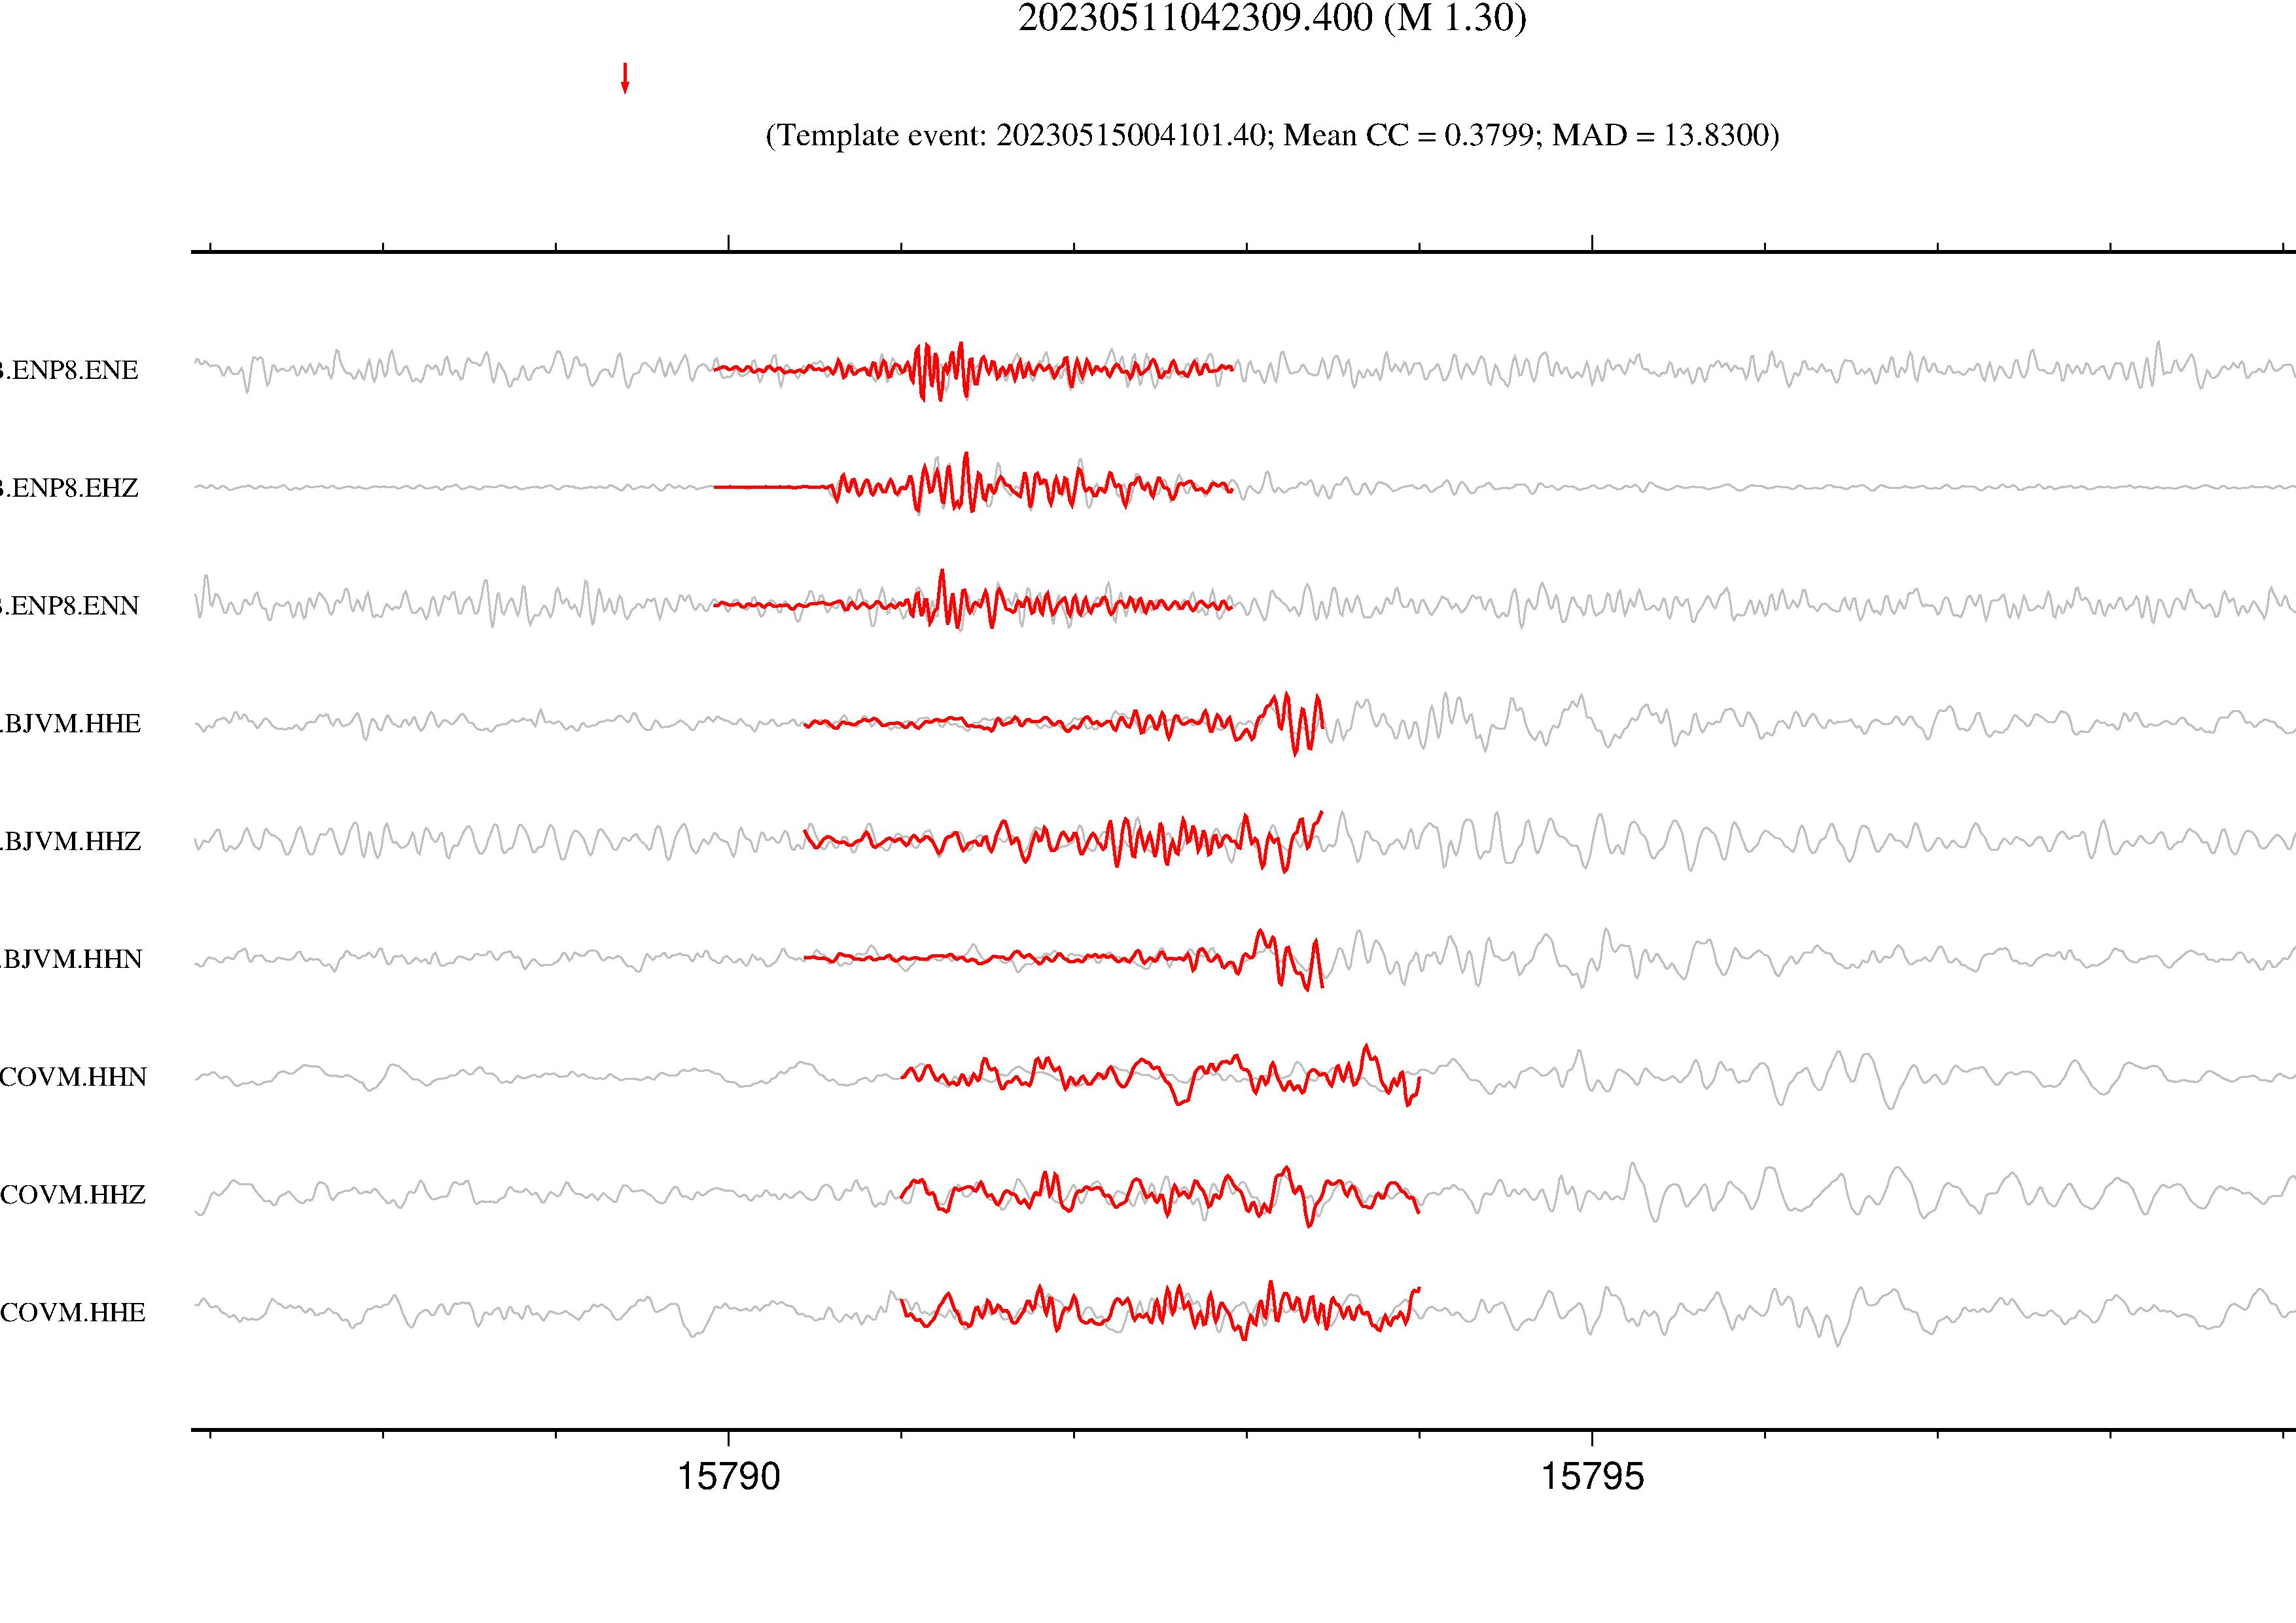 20230511042309.400 (M 1.30)
(Template event: 20230515004101.40; Mean CC = 0.3799; MAD = 13.8300)
.ENP8.ENE
.ENP8.EHZ
.ENP8.ENN
.BJVM.HHE
.BJVM.HHZ
.BJVM.HHN
COVM.HHN
COVM.HHZ
COVM.HHE
15790 15795